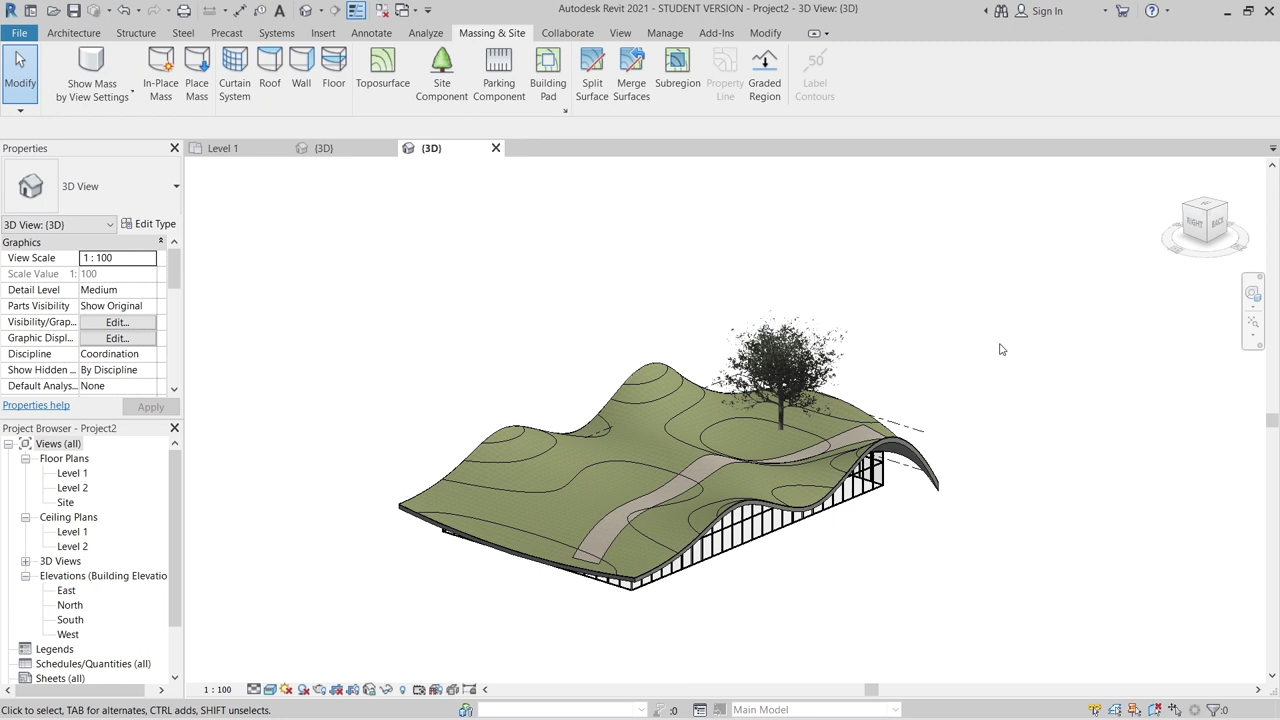 Autodesk Revit 2021 - STUDENT VERSION - Project2 - 3D View: {3D}
Sign In
File Architecture Structure Steel Precast Systems Insert Annotate Analyze Massing & Site Collaborate View Manage Add-Ins Modify
Modify
Show Mass
by View Settings
In-Place
Mass
Place
Mass
Curtain
System
Roof
Wall
Floor
Toposurface
Site
Component
Parking
Component
Building
Pad
Split
Surface
Merge
Surfaces
Subregion
Property
Line
Graded
Region
50
Label
Contours
Properties
Level 1
{3D}
{3D}
3D View
3D View: {3D}
Edit Type
Graphics
View Scale 1 : 100
Scale Value 1: 100
Detail Level Medium
Parts Visibility Show Original
Visibility/Grap... Edit...
Graphic Displ... Edit...
Discipline Coordination
Show Hidden ... By Discipline
Default Analys... None
Properties help
Apply
Project Browser - Project2
Views (all)
Floor Plans
Level 1
Level 2
Site
Ceiling Plans
Level 1
Level 2
3D Views
Elevations (Building Elevatio
East
North
South
West
Legends
Schedules/Quantities (all)
Sheets (all)
RIGHT
BACK
1 : 100
Click to select, TAB for alternates, CTRL adds, SHIFT unselects.
:0
Main Model
:0